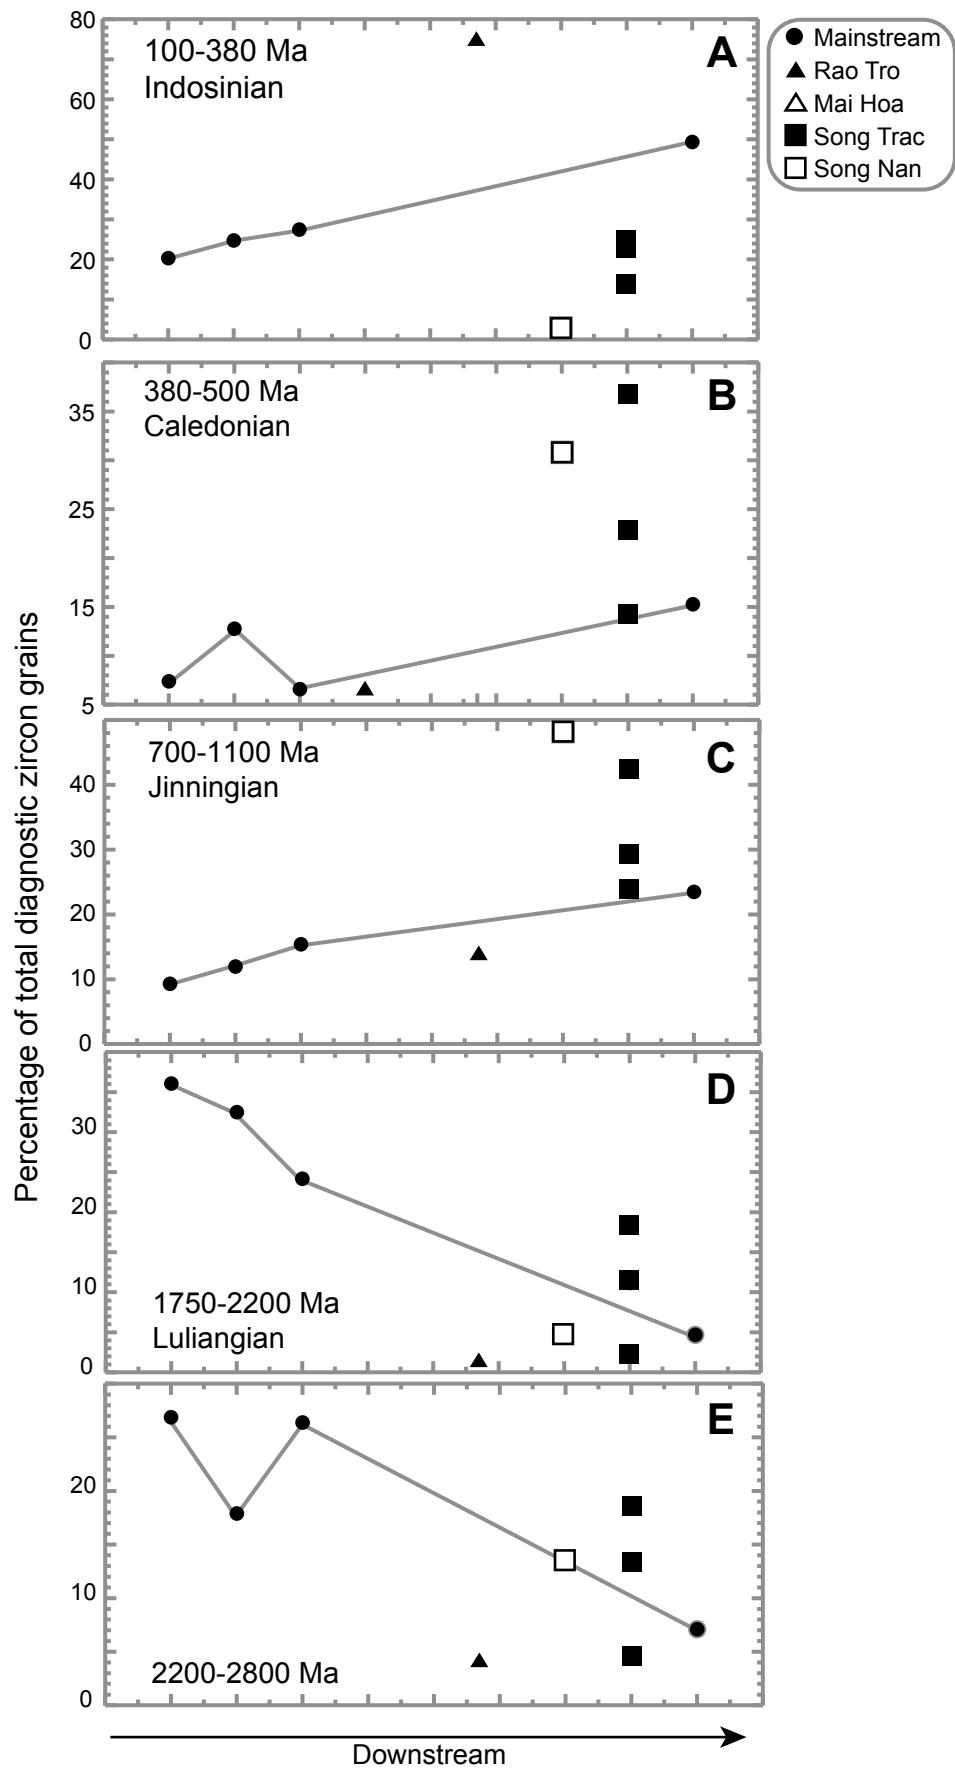 80
60
40
20
0
100-380 Ma
Indosinian
A
Mainstream
Rao Tro
Mai Hoa
Song Trac
Song Nan
35
25
15
5
380-500 Ma
Caledonian
B
Percentage of total diagnostic zircon grains
40
30
20
10
0
700-1100 Ma
Jinningian
C
30
20
10
0
D
1750-2200 Ma
Luliangian
20
10
0
E
2200-2800 Ma
Downstream